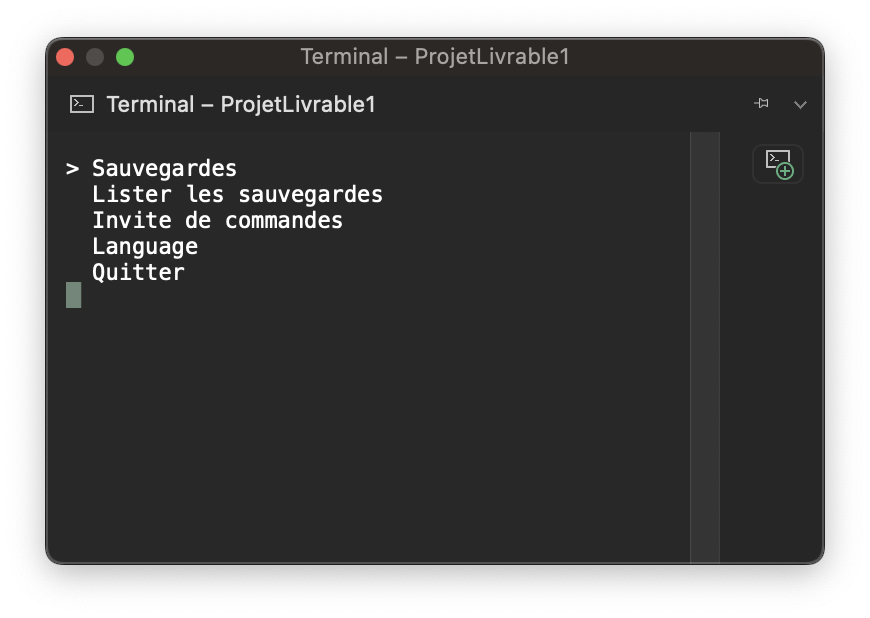 Terminal – ProjetLivrable1
Terminal – ProjetLivrable1
> Sauvegardes
Lister les sauvegardes
Invite de commandes
Language
Quitter